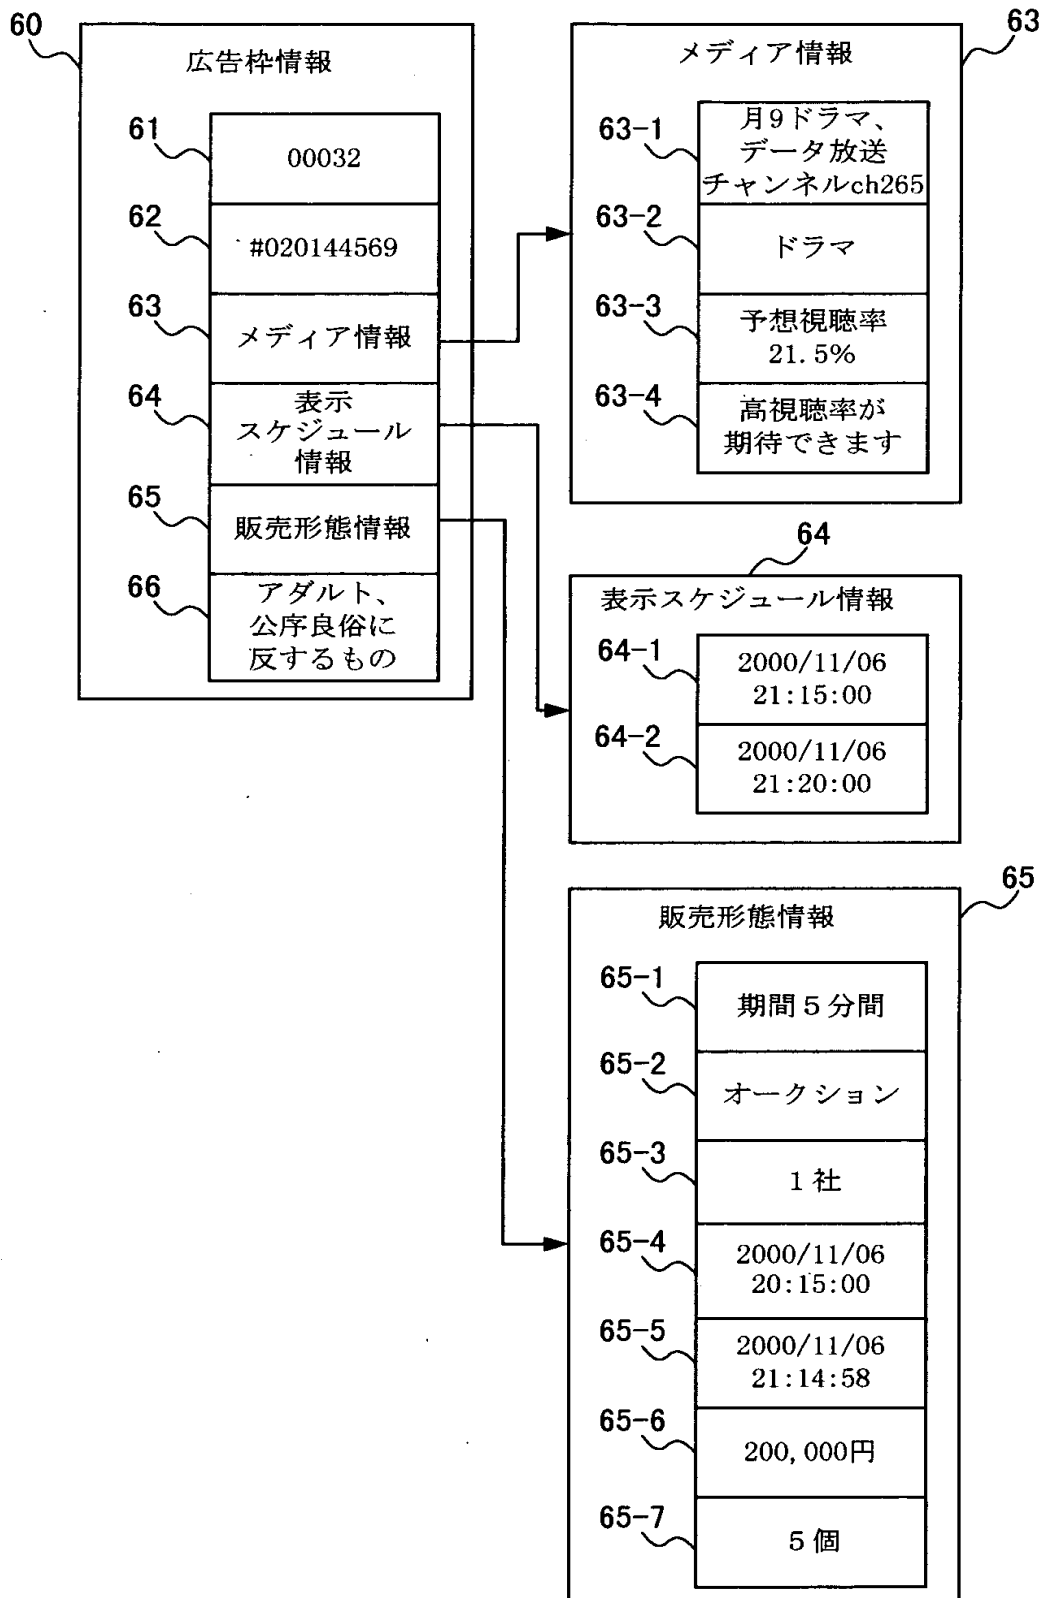 60
広告枠情報
61
00032
62
#020144569
63
メディア情報
64
表示
スケジュール
情報
65
販売形態情報
66
アダルト、
公序良俗に
反するもの
63
メディア情報
63-1
月9ドラマ、
データ放送
チャンネルch265
63-2
ドラマ
63-3
予想視聴率
21.5%
63-4
高視聴率が
期待できます
64
表示スケジュール情報
64-1
2000/11/06
21:15:00
64-2
2000/11/06
21:20:00
65
販売形態情報
65-1
期間5分間
65-2
オークション
65-3
1社
65-4
2000/11/06
20:15:00
65-5
2000/11/06
21:14:58
65-6
200,000円
65-7
5個